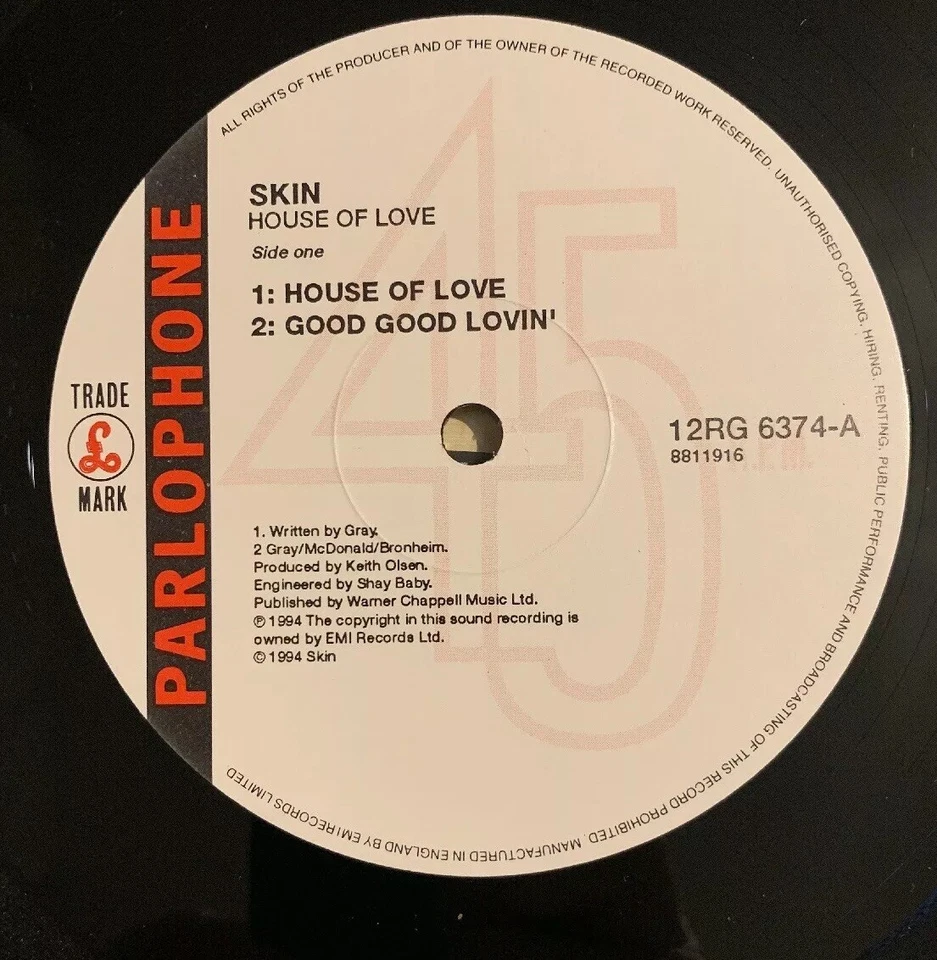 ALL RIGHTS OF THE PRODUCER AND OF THE OWNER OF THE RECORDED WORK RESERVED. UNAUTHORISED COPYING. HIRING. RENTING. PUBLIC PERFORMANCE AND BROADCASTING OF THIS RECORD PROHIBITED. MANUFACTURED IN ENGLAND BY EMI RECORDS LIMITED
PARLOPHONE
TRADE
£
MARK
45
R.P.M.
SKIN
HOUSE OF LOVE
Side one
1: HOUSE OF LOVE
2: GOOD GOOD LOVIN'
12RG 6374-A
8811916
1. Written by Gray.
2 Gray/McDonald/Bronheim.
Produced by Keith Olsen.
Engineered by Shay Baby.
Published by Warner Chappell Music Ltd.
℗ 1994 The copyright in this sound recording is
owned by EMI Records Ltd.
© 1994 Skin